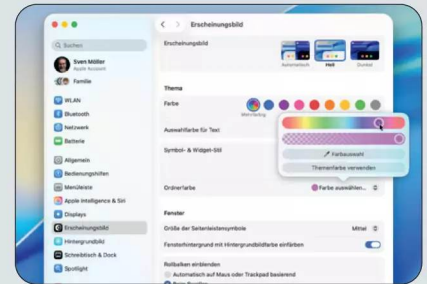 Erscheinungsbild
Suchen
Sven Möller
Apple Account
Familie
WLAN
Bluetooth
Netzwerk
Batterie
Allgemein
Bedienungshilfen
Menüleiste
Apple Intelligence & Siri
Displays
Erscheinungsbild
Hintergrundbild
Schreibtisch & Dock
Spotlight
Erscheinungsbild
Automatisch Hell Dunkel
Thema
Farbe
Mehrfarbig
Auswahlfarbe für Text
Symbol- & Widget-Stil
Farbauswahl
Themenfarbe verwenden
Ordnerfarbe
Farbe auswählen...
Fenster
Größe der Seitenleistensymbole Mittel
Fensterhintergrund mit Hintergrundbildfarbe einfärben
Rollbalken einblenden
Automatisch auf Maus oder Trackpad basierend